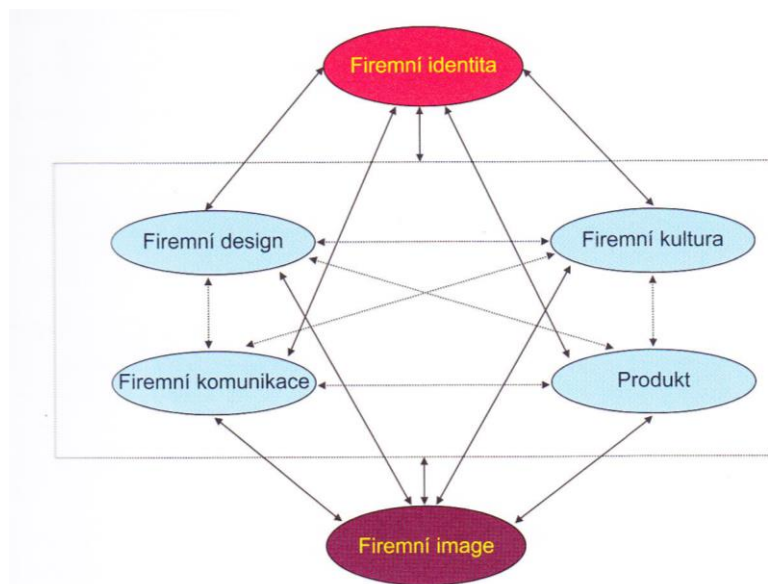 Firemní identita
Firemní design
Firemní kultura
Firemní komunikace
Produkt
Firemní image